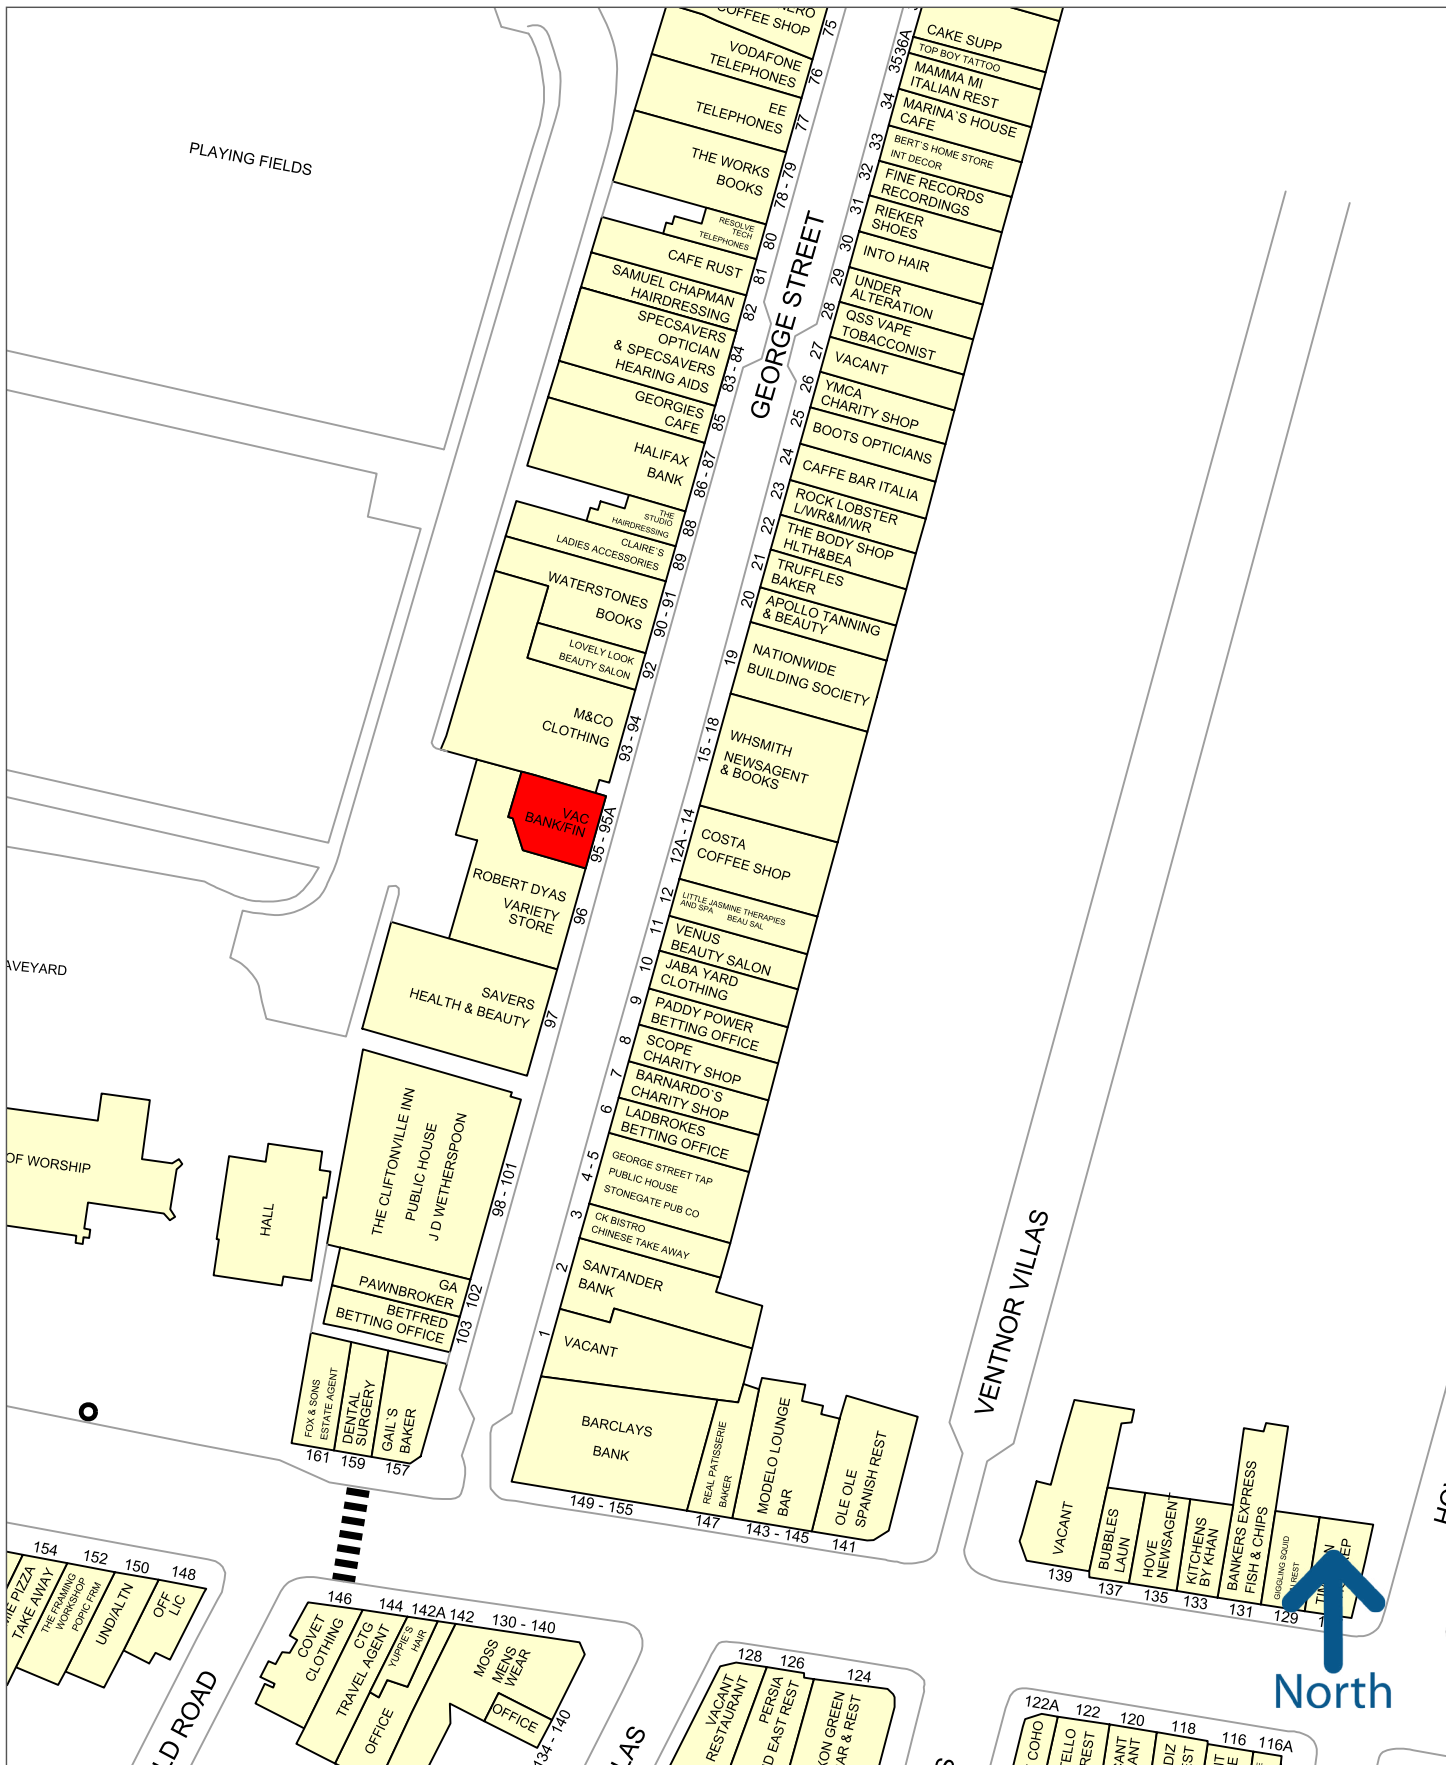 COFFEE SHOP
75
VODAFONE
TELEPHONES
76
EE
TELEPHONES
77
THE WORKS
BOOKS
78 - 79
RESOLVE
TECH
TELEPHONES
80
CAFE RUST
81
SAMUEL CHAPMAN
HAIRDRESSING
82
SPECSAVERS
OPTICIAN
& SPECSAVERS
HEARING AIDS
83 - 84
GEORGIES
CAFE
85
HALIFAX
BANK
86 - 87
THE
STUDIO
HAIRDRESSING
88
CLAIRE`S
LADIES ACCESSORIES
89
WATERSTONES
BOOKS
90 - 91
LOVELY LOOK
BEAUTY SALON
92
M&CO
CLOTHING
93 - 94
VAC
BANK/FIN
95 - 95A
ROBERT DYAS
VARIETY
STORE
96
SAVERS
HEALTH & BEAUTY
97
THE CLIFTONVILLE INN
PUBLIC HOUSE
J D WETHERSPOON
98 - 101
GA
PAWNBROKER
102
BETFRED
BETTING OFFICE
103
FOX & SONS
ESTATE AGENT
161
DENTAL
SURGERY
159
GAIL`S
BAKER
157
PLAYING FIELDS
AVEYARD
OF WORSHIP
HALL
GEORGE STREET
CAKE SUPP
36A
TOP BOY TATTOO
35
MAMMA MI
ITALIAN REST
34
MARINA`S HOUSE
CAFE
33
BERT`S HOME STORE
INT DECOR
32
FINE RECORDS
RECORDINGS
31
RIEKER
SHOES
30
INTO HAIR
29
UNDER
ALTERATION
28
QSS VAPE
TOBACCONIST
27
VACANT
26
YMCA
CHARITY SHOP
25
BOOTS OPTICIANS
24
CAFFE BAR ITALIA
23
ROCK LOBSTER
L/WR&M/WR
22
THE BODY SHOP
HLTH&BEA
21
TRUFFLES
BAKER
20
APOLLO TANNING
& BEAUTY
19
NATIONWIDE
BUILDING SOCIETY
15 - 18
WHSMITH
NEWSAGENT
& BOOKS
12A - 14
COSTA
COFFEE SHOP
12
LITTLE JASMINE THERAPIES
AND SPA BEAU SAL
11
VENUS
BEAUTY SALON
10
JABA YARD
CLOTHING
9
PADDY POWER
BETTING OFFICE
8
SCOPE
CHARITY SHOP
7
BARNARDO`S
CHARITY SHOP
6
LADBROKES
BETTING OFFICE
4 - 5
GEORGE STREET TAP
PUBLIC HOUSE
STONEGATE PUB CO
3
CK BISTRO
CHINESE TAKE AWAY
2
SANTANDER
BANK
1
VACANT
BARCLAYS
BANK
149 - 155
REAL PATISSERIE
BAKER
147
MODELO LOUNGE
BAR
143 - 145
OLE OLE
SPANISH REST
141
VENTNOR VILLAS
VACANT
139
BUBBLES
LAUN
137
HOVE
NEWSAGENT
135
KITCHENS
BY KHAN
133
BANKERS EXPRESS
FISH & CHIPS
131
GIGGLING SQUID
REST
129
North
154
PIZZA
TAKE AWAY
152
THE FRAMING
WORKSHOP
POPIC FRM
150
UND/ALTN
148
OFF
LIC
146
COVET
CLOTHING
144
CTG
TRAVEL AGENT
142A
YUPPIE`S
HAIR
142
OFFICE
130 - 140
MOSS
MENS
WEAR
OFFICE
134 - 140
ROAD
128
VACANT
RESTAURANT
126
PERSIA
EAST REST
124
GREEN
& REST
122A
COHO
122
REST
120
118
116
116A